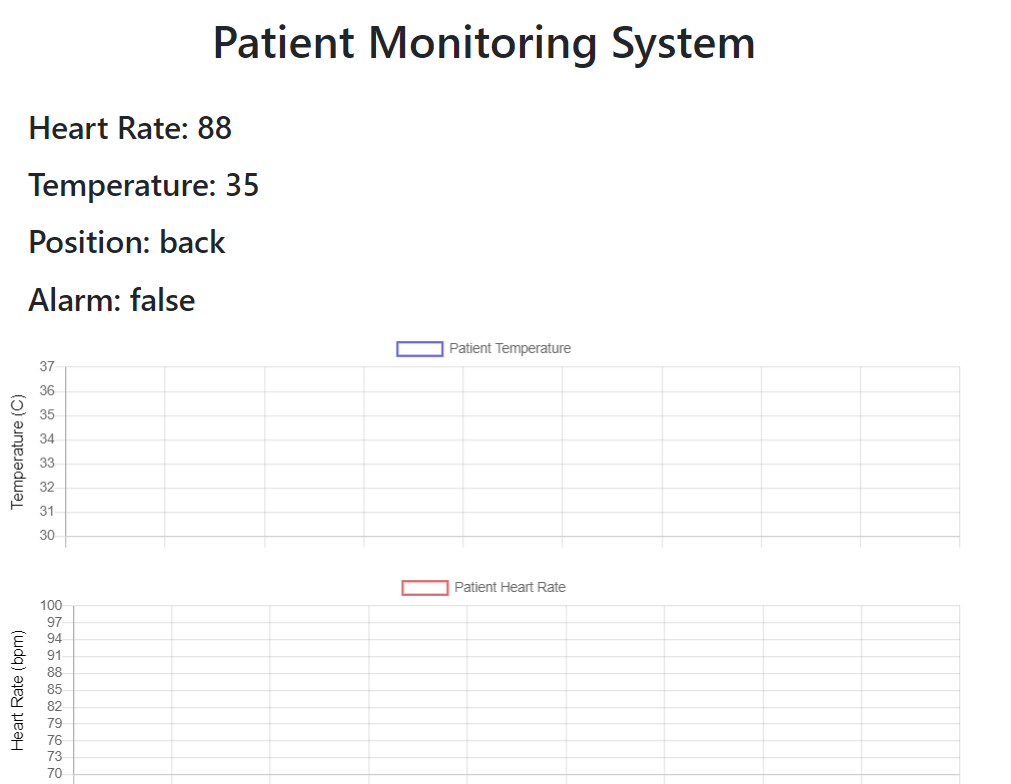 Patient Monitoring System
Heart Rate: 88
Temperature: 35
Position: back
Alarm: false
Patient Temperature
Temperature (C)
37
36
35
34
33
32
31
30
Patient Heart Rate
Heart Rate (bpm)
100
97
94
91
88
85
82
79
76
73
70